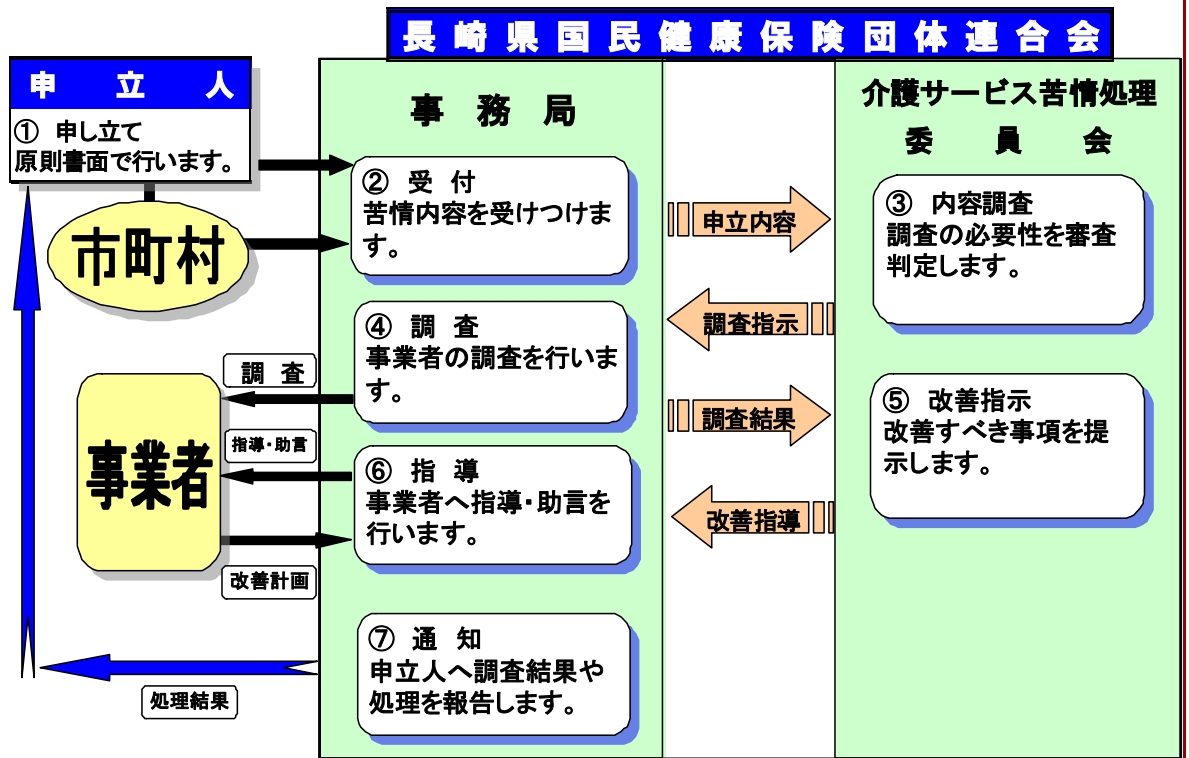 長崎県国民健康保険団体連合会
申立人
① 申し立て
原則書面で行います。
市町村
事務局
② 受付
苦情内容を受けつけま
す。
申立内容
介護サービス苦情処理
委員会
③ 内容調査
調査の必要性を審査
判定します。
調査指示
④ 調査
事業者の調査を行いま
す。
調査
事業者
調査結果
⑤ 改善指示
改善すべき事項を提
示します。
指導・助言
⑥ 指導
事業者へ指導・助言を
行います。
改善指導
改善計画
⑦ 通知
申立人へ調査結果や
処理を報告します。
処理結果